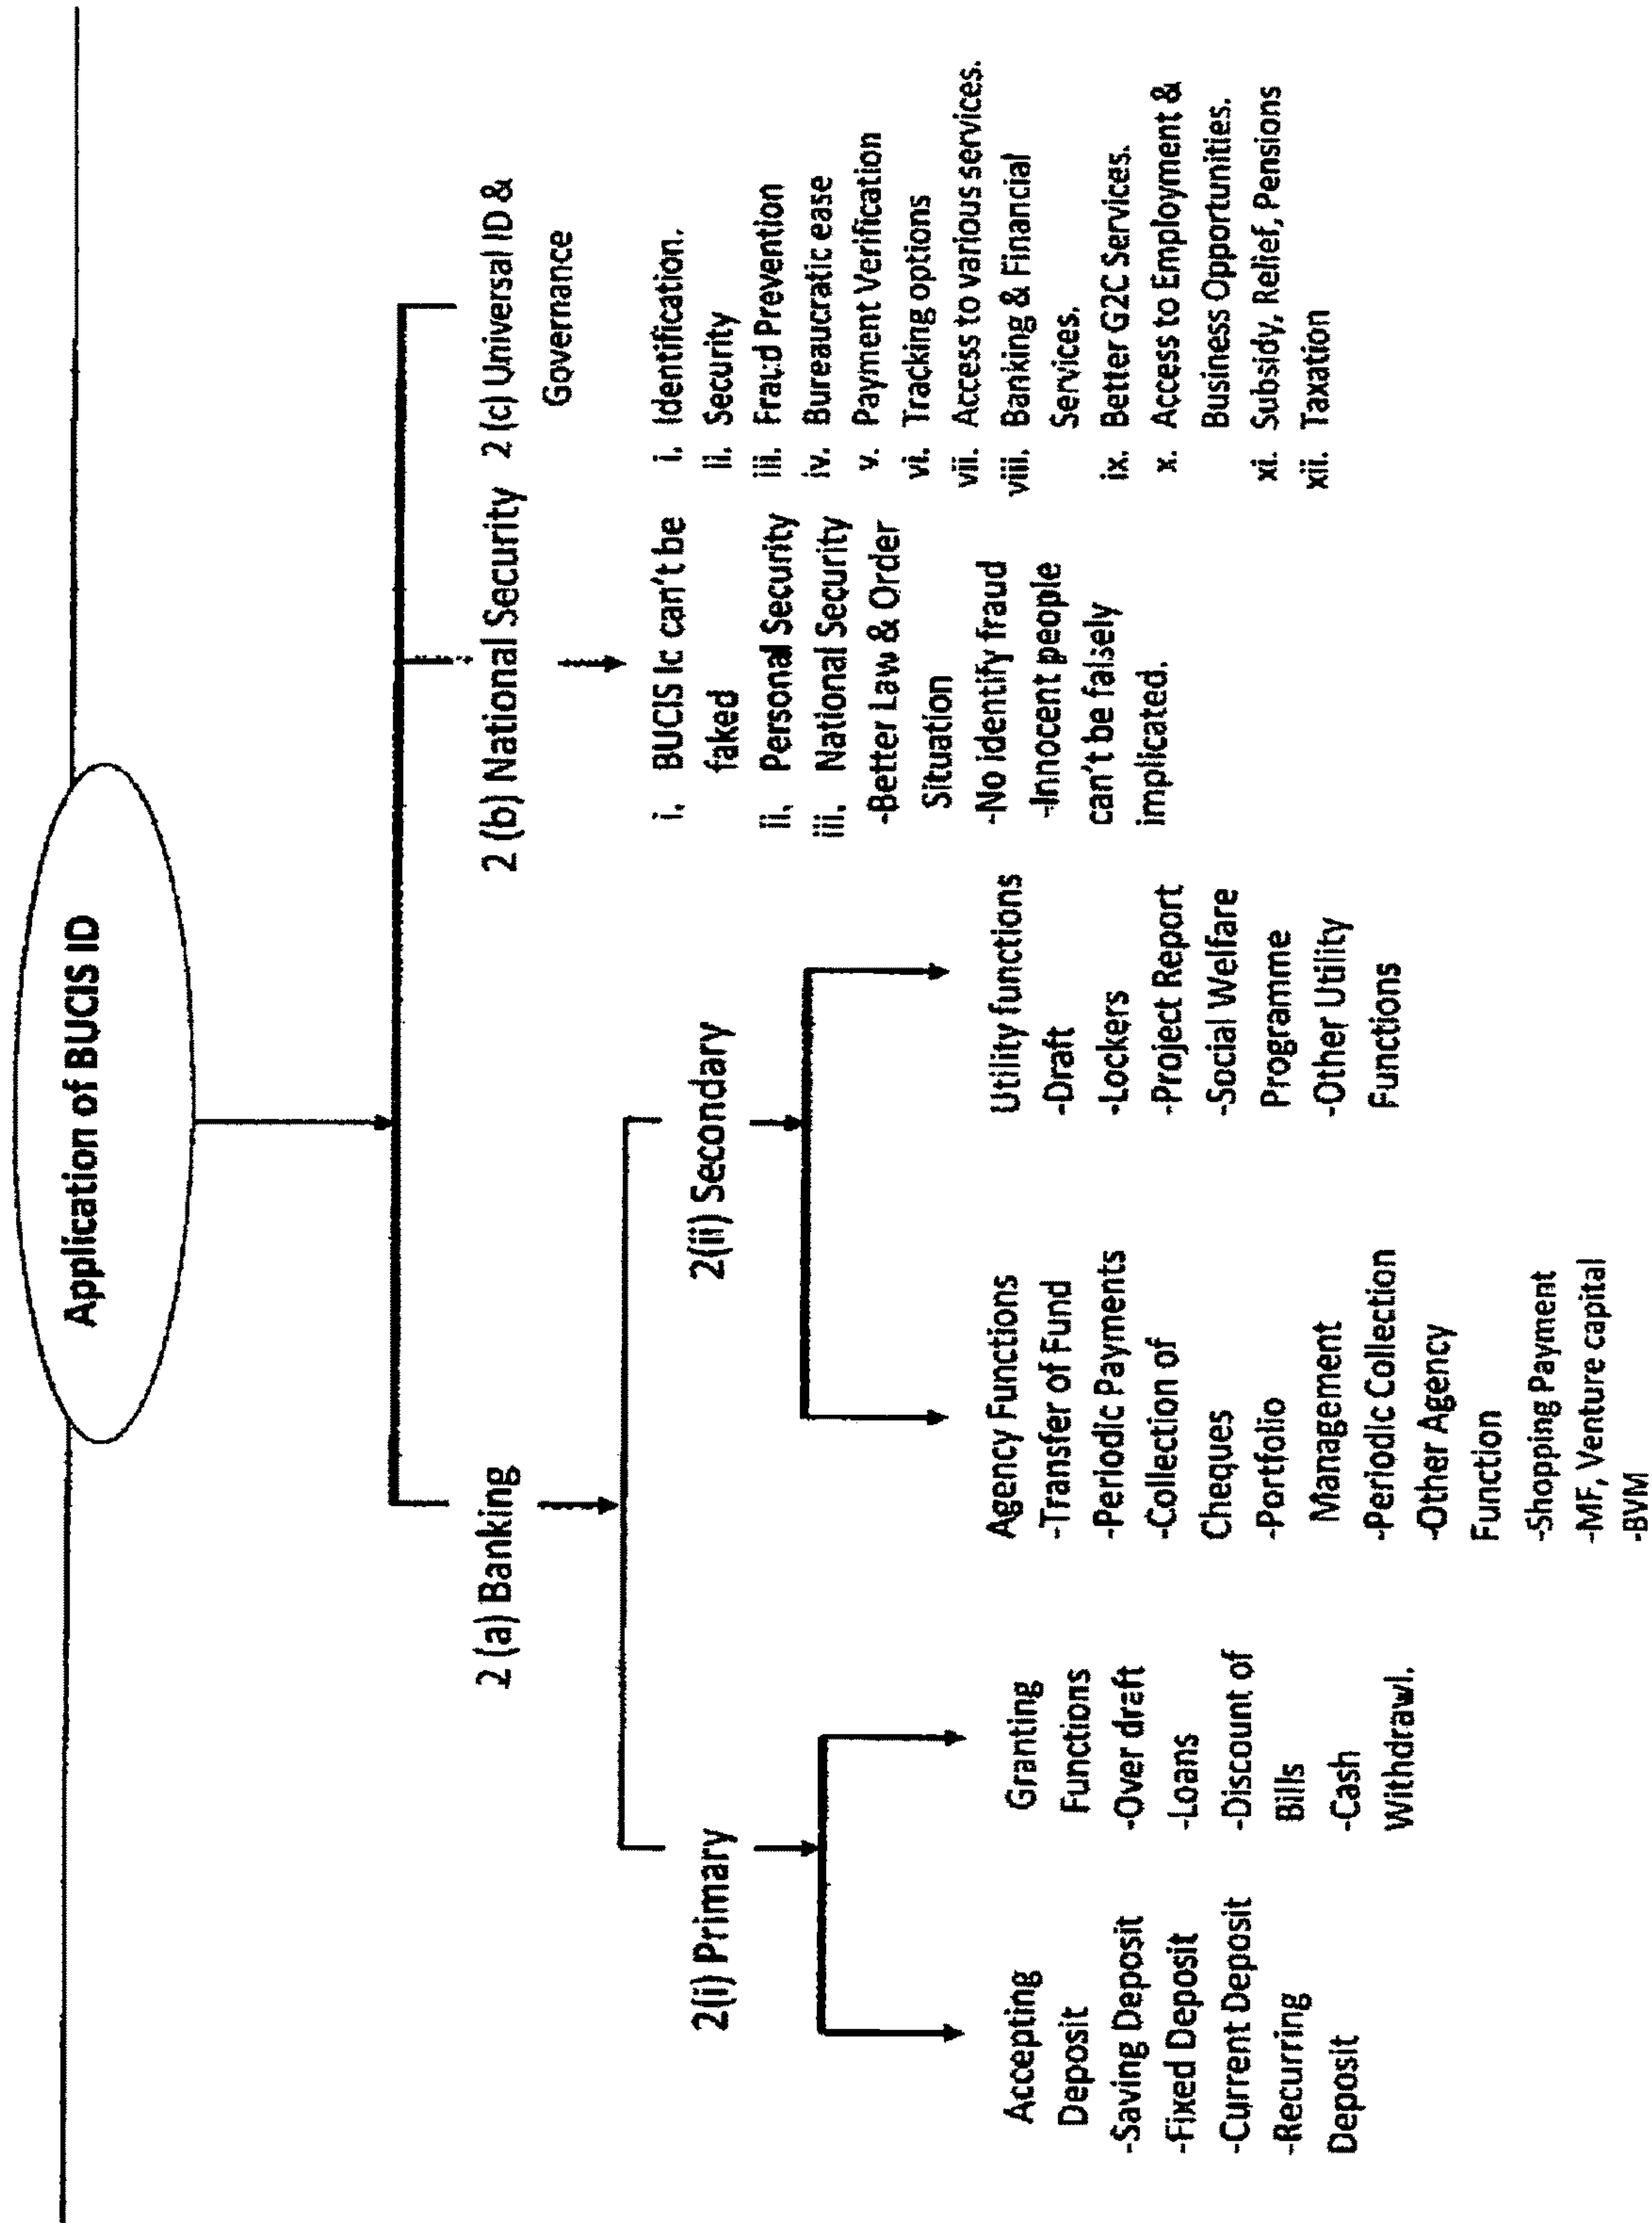 Application of BUCIS ID
2 (a) Banking
2 (b) National Security
2 (c) Universal ID &
Governance
2(i) Primary
2(ii) Secondary
Accepting
Deposit
-Saving Deposit
-Fixed Deposit
-Current Deposit
-Recurring
Deposit
Granting
Functions
-Over draft
-Loans
-Discount of
Bills
-Cash
Withdrawl.
Agency Functions
-Transfer of Fund
-Periodic Payments
-Collection of
Cheques
-Portfolio
Management
-Periodic Collection
-Other Agency
Function
-Shopping Payment
-MF, Venture capital
-BVM
Utility functions
-Draft
-Lockers
-Project Report
-Social Welfare
Programme
-Other Utility
Functions
i. BUCIS Ic can't be
faked
ii. Personal Security
iii. National Security
-Better Law & Order
Situation
-No identify fraud
-Innocent people
can't be falsely
implicated.
i. Identification.
ii. Security
iii. Fraud Prevention
iv. Bureaucratic ease
v. Payment Verification
vi. Tracking options
vii. Access to various services.
viii. Banking & Financial
Services.
ix. Better G2C Services.
x. Access to Employment &
Business Opportunities.
xi. Subsidy, Relief, Pensions
xii. Taxation